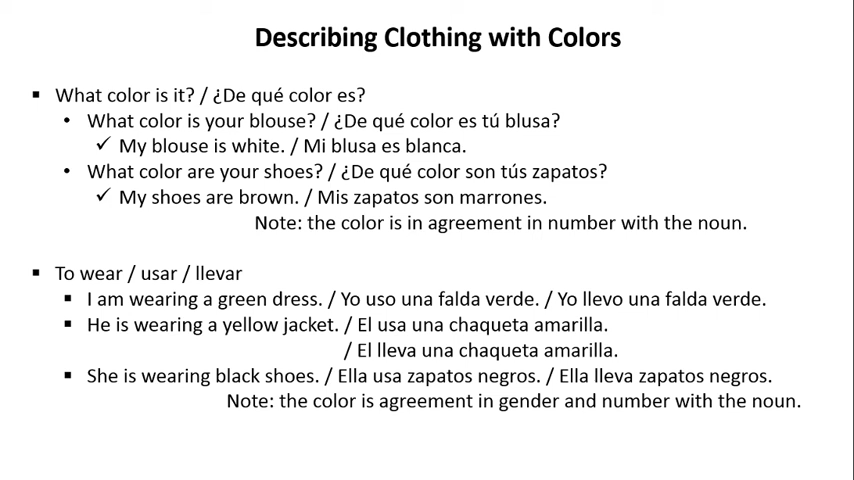 Describing Clothing with Colors
▪ What color is it? / ¿De qué color es?
• What color is your blouse? / ¿De qué color es tú blusa?
✓ My blouse is white. / Mi blusa es blanca.
• What color are your shoes? / ¿De qué color son tús zapatos?
✓ My shoes are brown. / Mis zapatos son marrones.
Note: the color is in agreement in number with the noun.
▪ To wear / usar / llevar
▪ I am wearing a green dress. / Yo uso una falda verde. / Yo llevo una falda verde.
▪ He is wearing a yellow jacket. / El usa una chaqueta amarilla.
/ El lleva una chaqueta amarilla.
▪ She is wearing black shoes. / Ella usa zapatos negros. / Ella lleva zapatos negros.
Note: the color is agreement in gender and number with the noun.